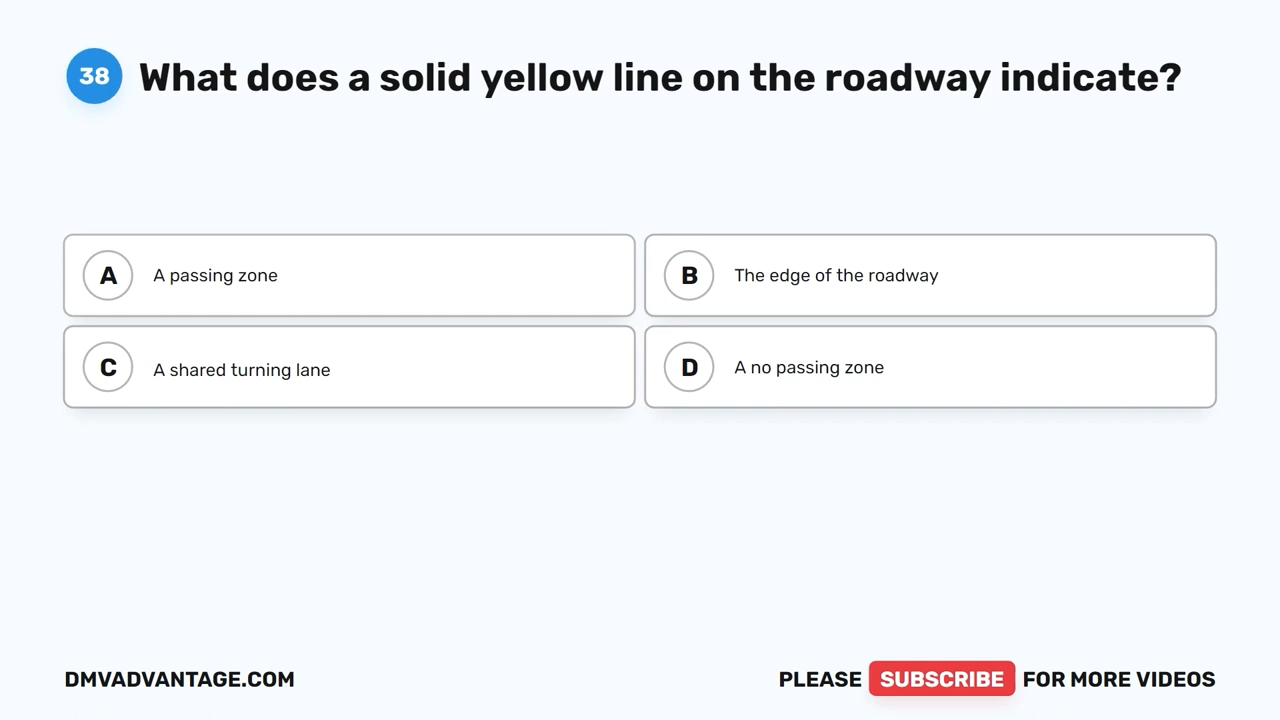 38 What does a solid yellow line on the roadway indicate?
A A passing zone
B The edge of the roadway
C A shared turning lane
D A no passing zone
DMVADVANTAGE.COM
PLEASE SUBSCRIBE FOR MORE VIDEOS